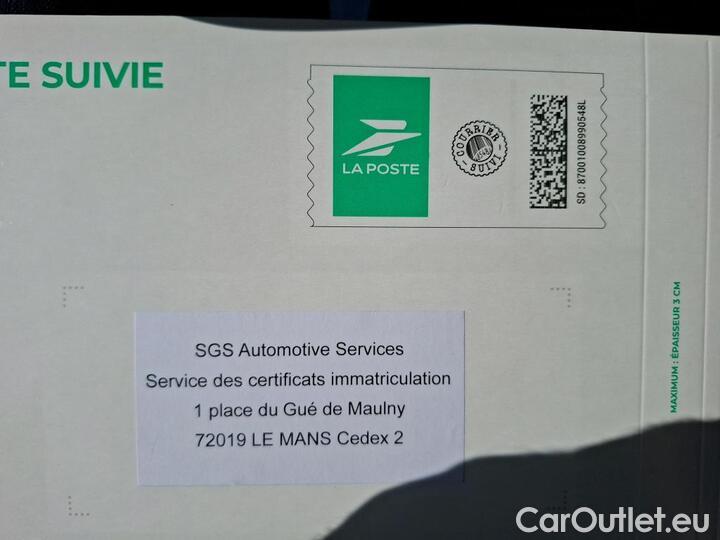 TE SUIVIE
LA POSTE
COURRIER
SUIVI
SD : 87001008990548L
MAXIMUM : ÉPAISSEUR 3 CM
SGS Automotive Services
Service des certificats immatriculation
1 place du Gué de Maulny
72019 LE MANS Cedex 2
CarOutlet.eu